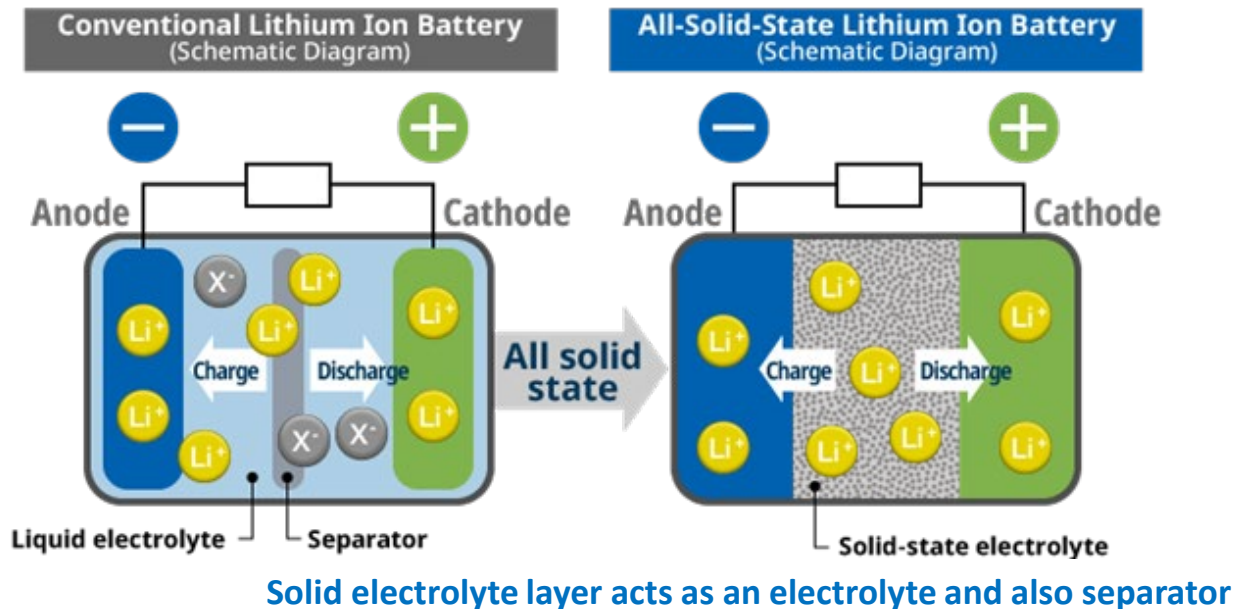 Conventional Lithium Ion Battery
(Schematic Diagram)
−
+
Anode
Cathode
X⁻
Li⁺
Li⁺
Li⁺
Li⁺
Charge
Discharge
Li⁺
Li⁺
X⁻
X⁻
Li⁺
Liquid electrolyte
Separator
All solid
state
All-Solid-State Lithium Ion Battery
(Schematic Diagram)
−
+
Anode
Cathode
Li⁺
Li⁺
Li⁺
Charge
Li⁺
Discharge
Li⁺
Li⁺
Li⁺
Li⁺
Solid-state electrolyte
Solid electrolyte layer acts as an electrolyte and also separator